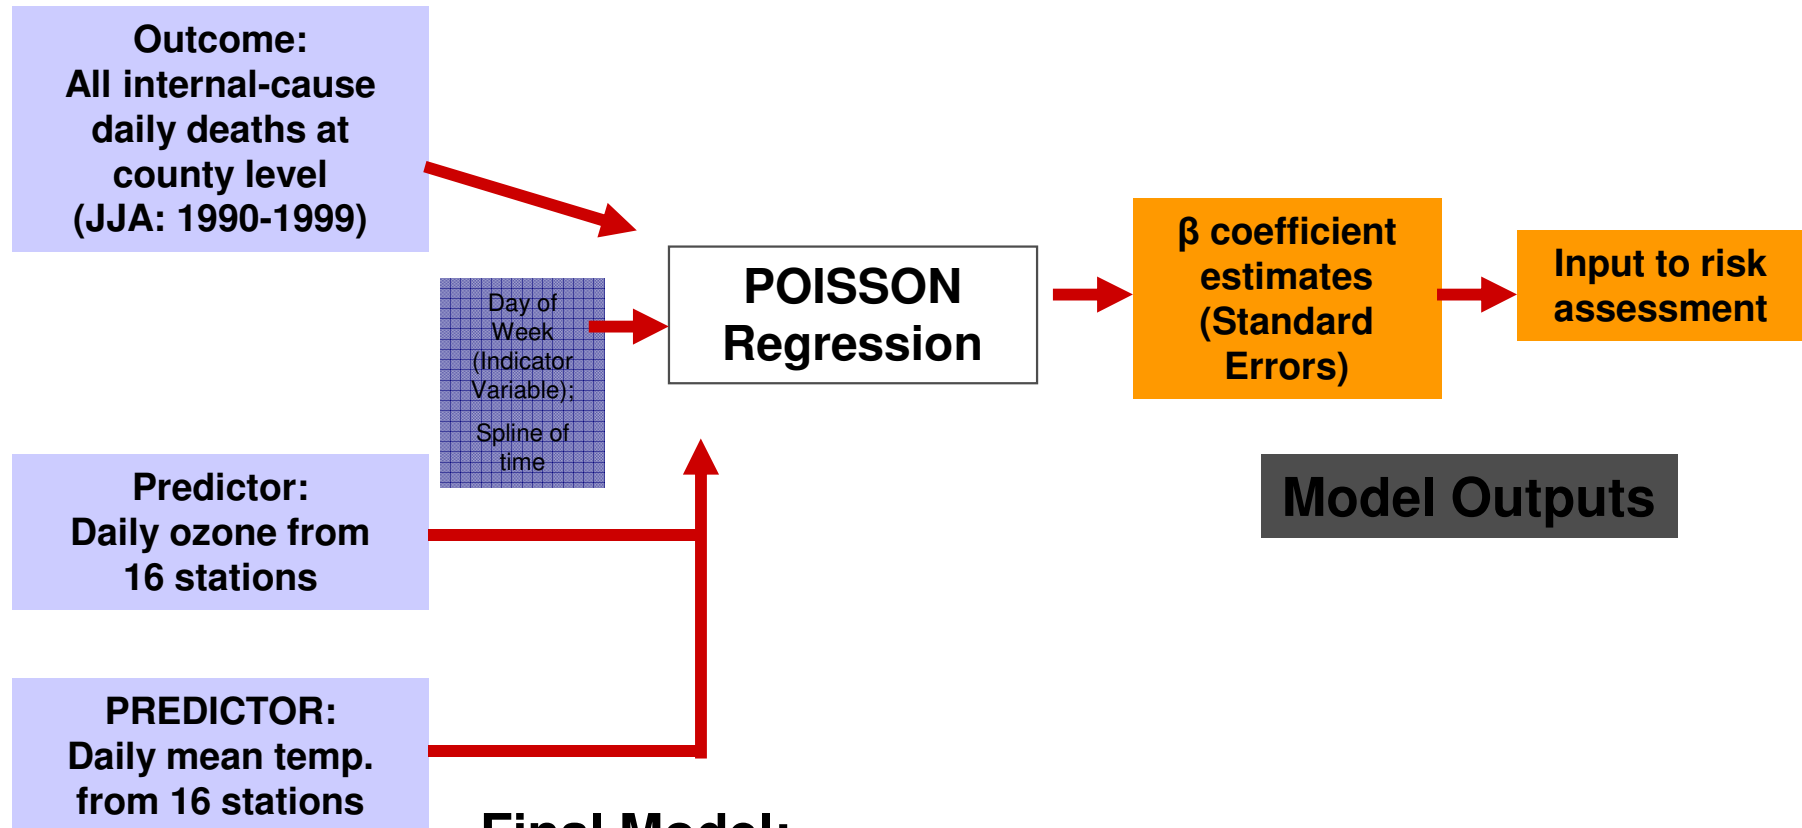 Outcome:
All internal-cause
daily deaths at
county level
(JJA: 1990-1999)
Day of
Week
(Indicator
Variable);
Spline of
time
POISSON
Regression
β coefficient
estimates
(Standard
Errors)
Input to risk
assessment
Predictor:
Daily ozone from
16 stations
Model Outputs
PREDICTOR:
Daily mean temp.
from 16 stations
Final Model: